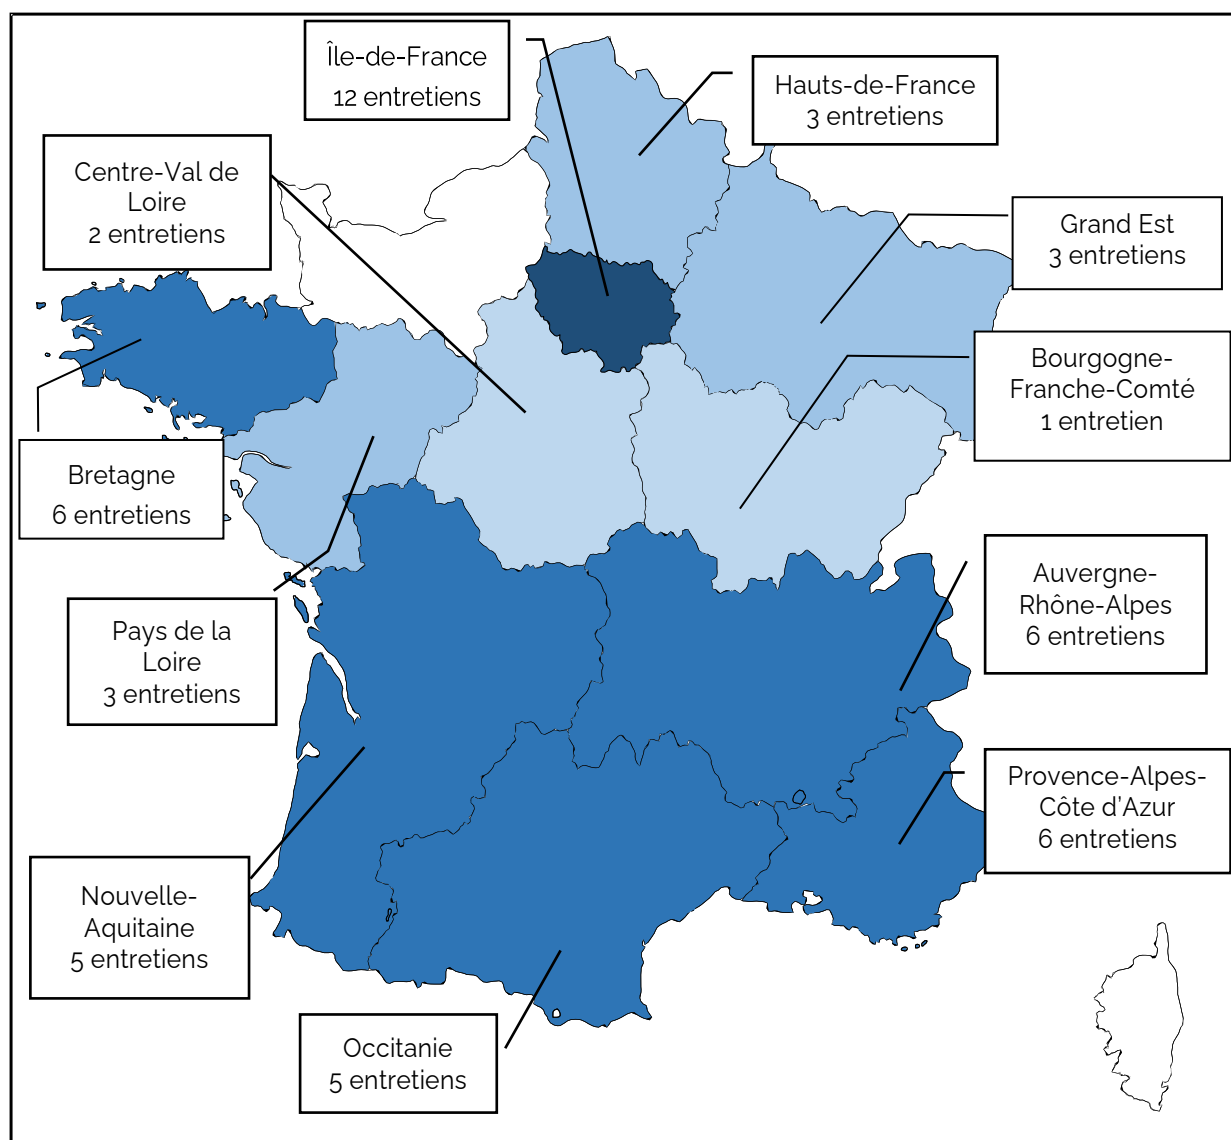 Île-de-France
12 entretiens
Hauts-de-France
3 entretiens
Centre-Val de
Loire
2 entretiens
Grand Est
3 entretiens
Bourgogne-
Franche-Comté
1 entretien
Bretagne
6 entretiens
Auvergne-
Rhône-Alpes
6 entretiens
Pays de la
Loire
3 entretiens
Provence-Alpes-
Côte d'Azur
6 entretiens
Nouvelle-
Aquitaine
5 entretiens
Occitanie
5 entretiens